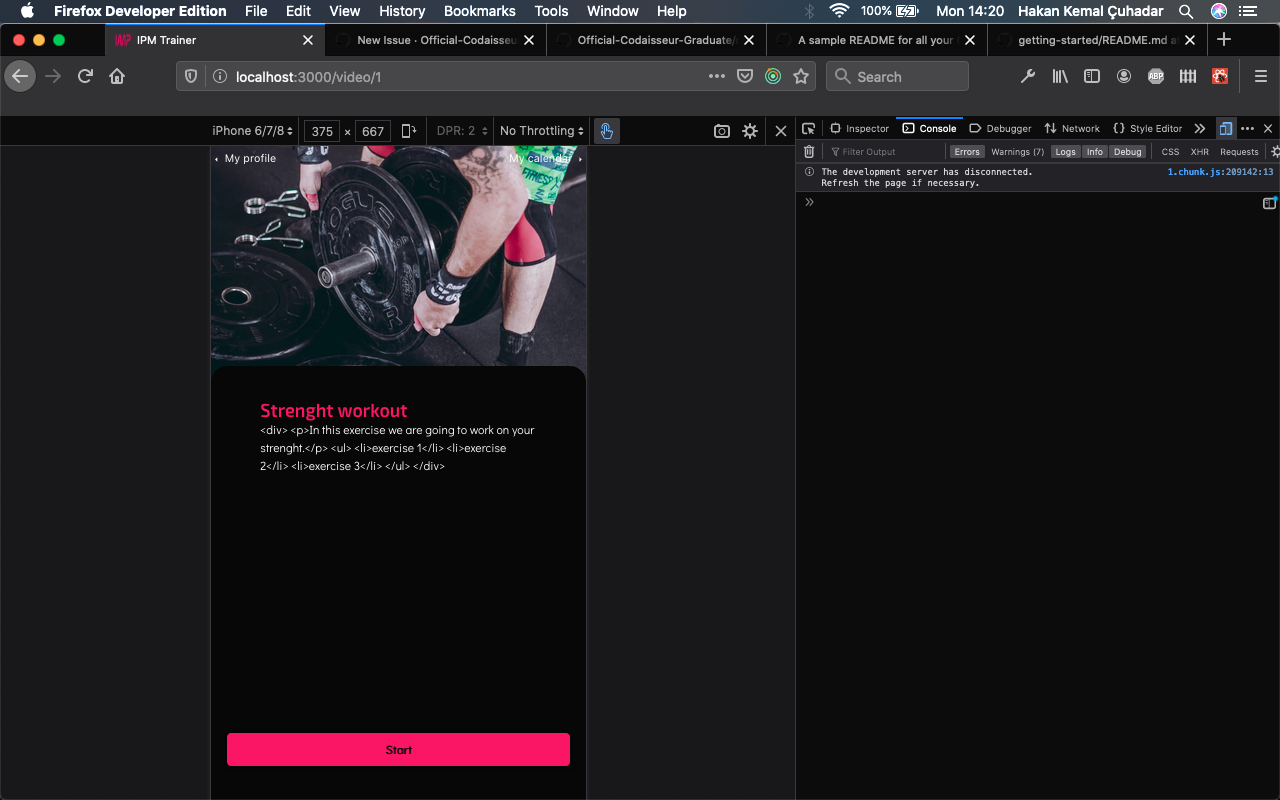 Firefox Developer Edition File Edit View History Bookmarks Tools Window Help 100% Mon 14:20 Hakan Kemal Çuhadar
IPM Trainer New Issue · Official-Codaisseu Official-Codaisseur-Graduate/ A sample README for all your getting-started/README.md a
localhost:3000/video/1 Search
iPhone 6/7/8 375 × 667 DPR: 2 No Throttling
Inspector Console Debugger Network Style Editor
Filter Output Errors Warnings (7) Logs Info Debug CSS XHR Requests
The development server has disconnected. 1.chunk.js:209142:13
Refresh the page if necessary.
My profile My calendar
ROGUE
FITNESS
Strenght workout
<div> <p>In this exercise we are going to work on your
strenght.</p> <ul> <li>exercise 1</li> <li>exercise
2</li> <li>exercise 3</li> </ul> </div>
Start